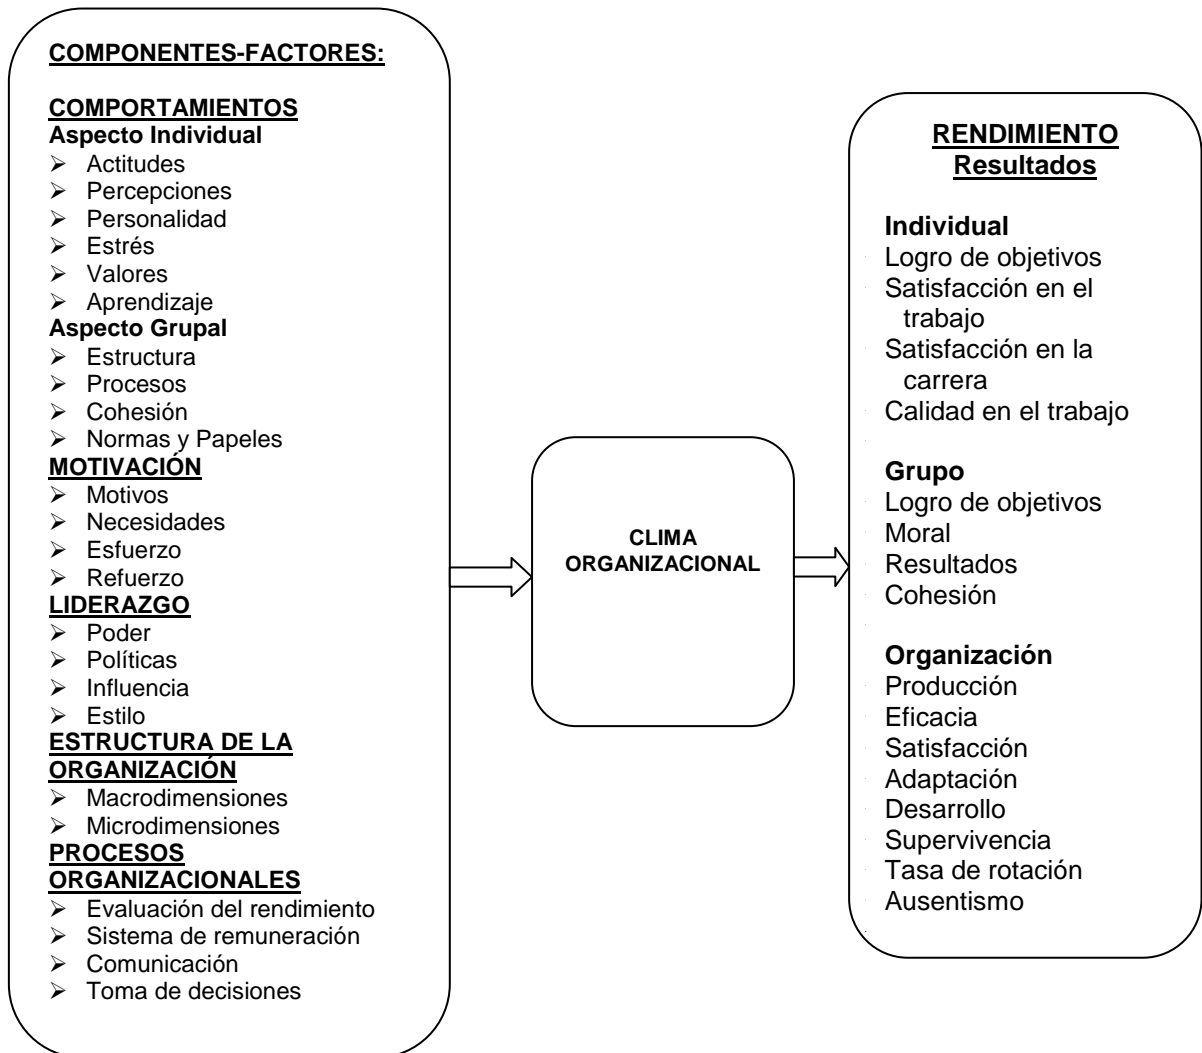 COMPONENTES-FACTORES:
COMPORTAMIENTOS
Aspecto Individual
➢ Actitudes
➢ Percepciones
➢ Personalidad
➢ Estrés
➢ Valores
➢ Aprendizaje
Aspecto Grupal
➢ Estructura
➢ Procesos
➢ Cohesión
➢ Normas y Papeles
MOTIVACIÓN
➢ Motivos
➢ Necesidades
➢ Esfuerzo
➢ Refuerzo
LIDERAZGO
➢ Poder
➢ Políticas
➢ Influencia
➢ Estilo
ESTRUCTURA DE LA
ORGANIZACIÓN
➢ Macrodimensiones
➢ Microdimensiones
PROCESOS
ORGANIZACIONALES
➢ Evaluación del rendimiento
➢ Sistema de remuneración
➢ Comunicación
➢ Toma de decisiones
CLIMA
ORGANIZACIONAL
RENDIMIENTO
Resultados
Individual
Logro de objetivos
Satisfacción en el
trabajo
Satisfacción en la
carrera
Calidad en el trabajo
Grupo
Logro de objetivos
Moral
Resultados
Cohesión
Organización
Producción
Eficacia
Satisfacción
Adaptación
Desarrollo
Supervivencia
Tasa de rotación
Ausentismo